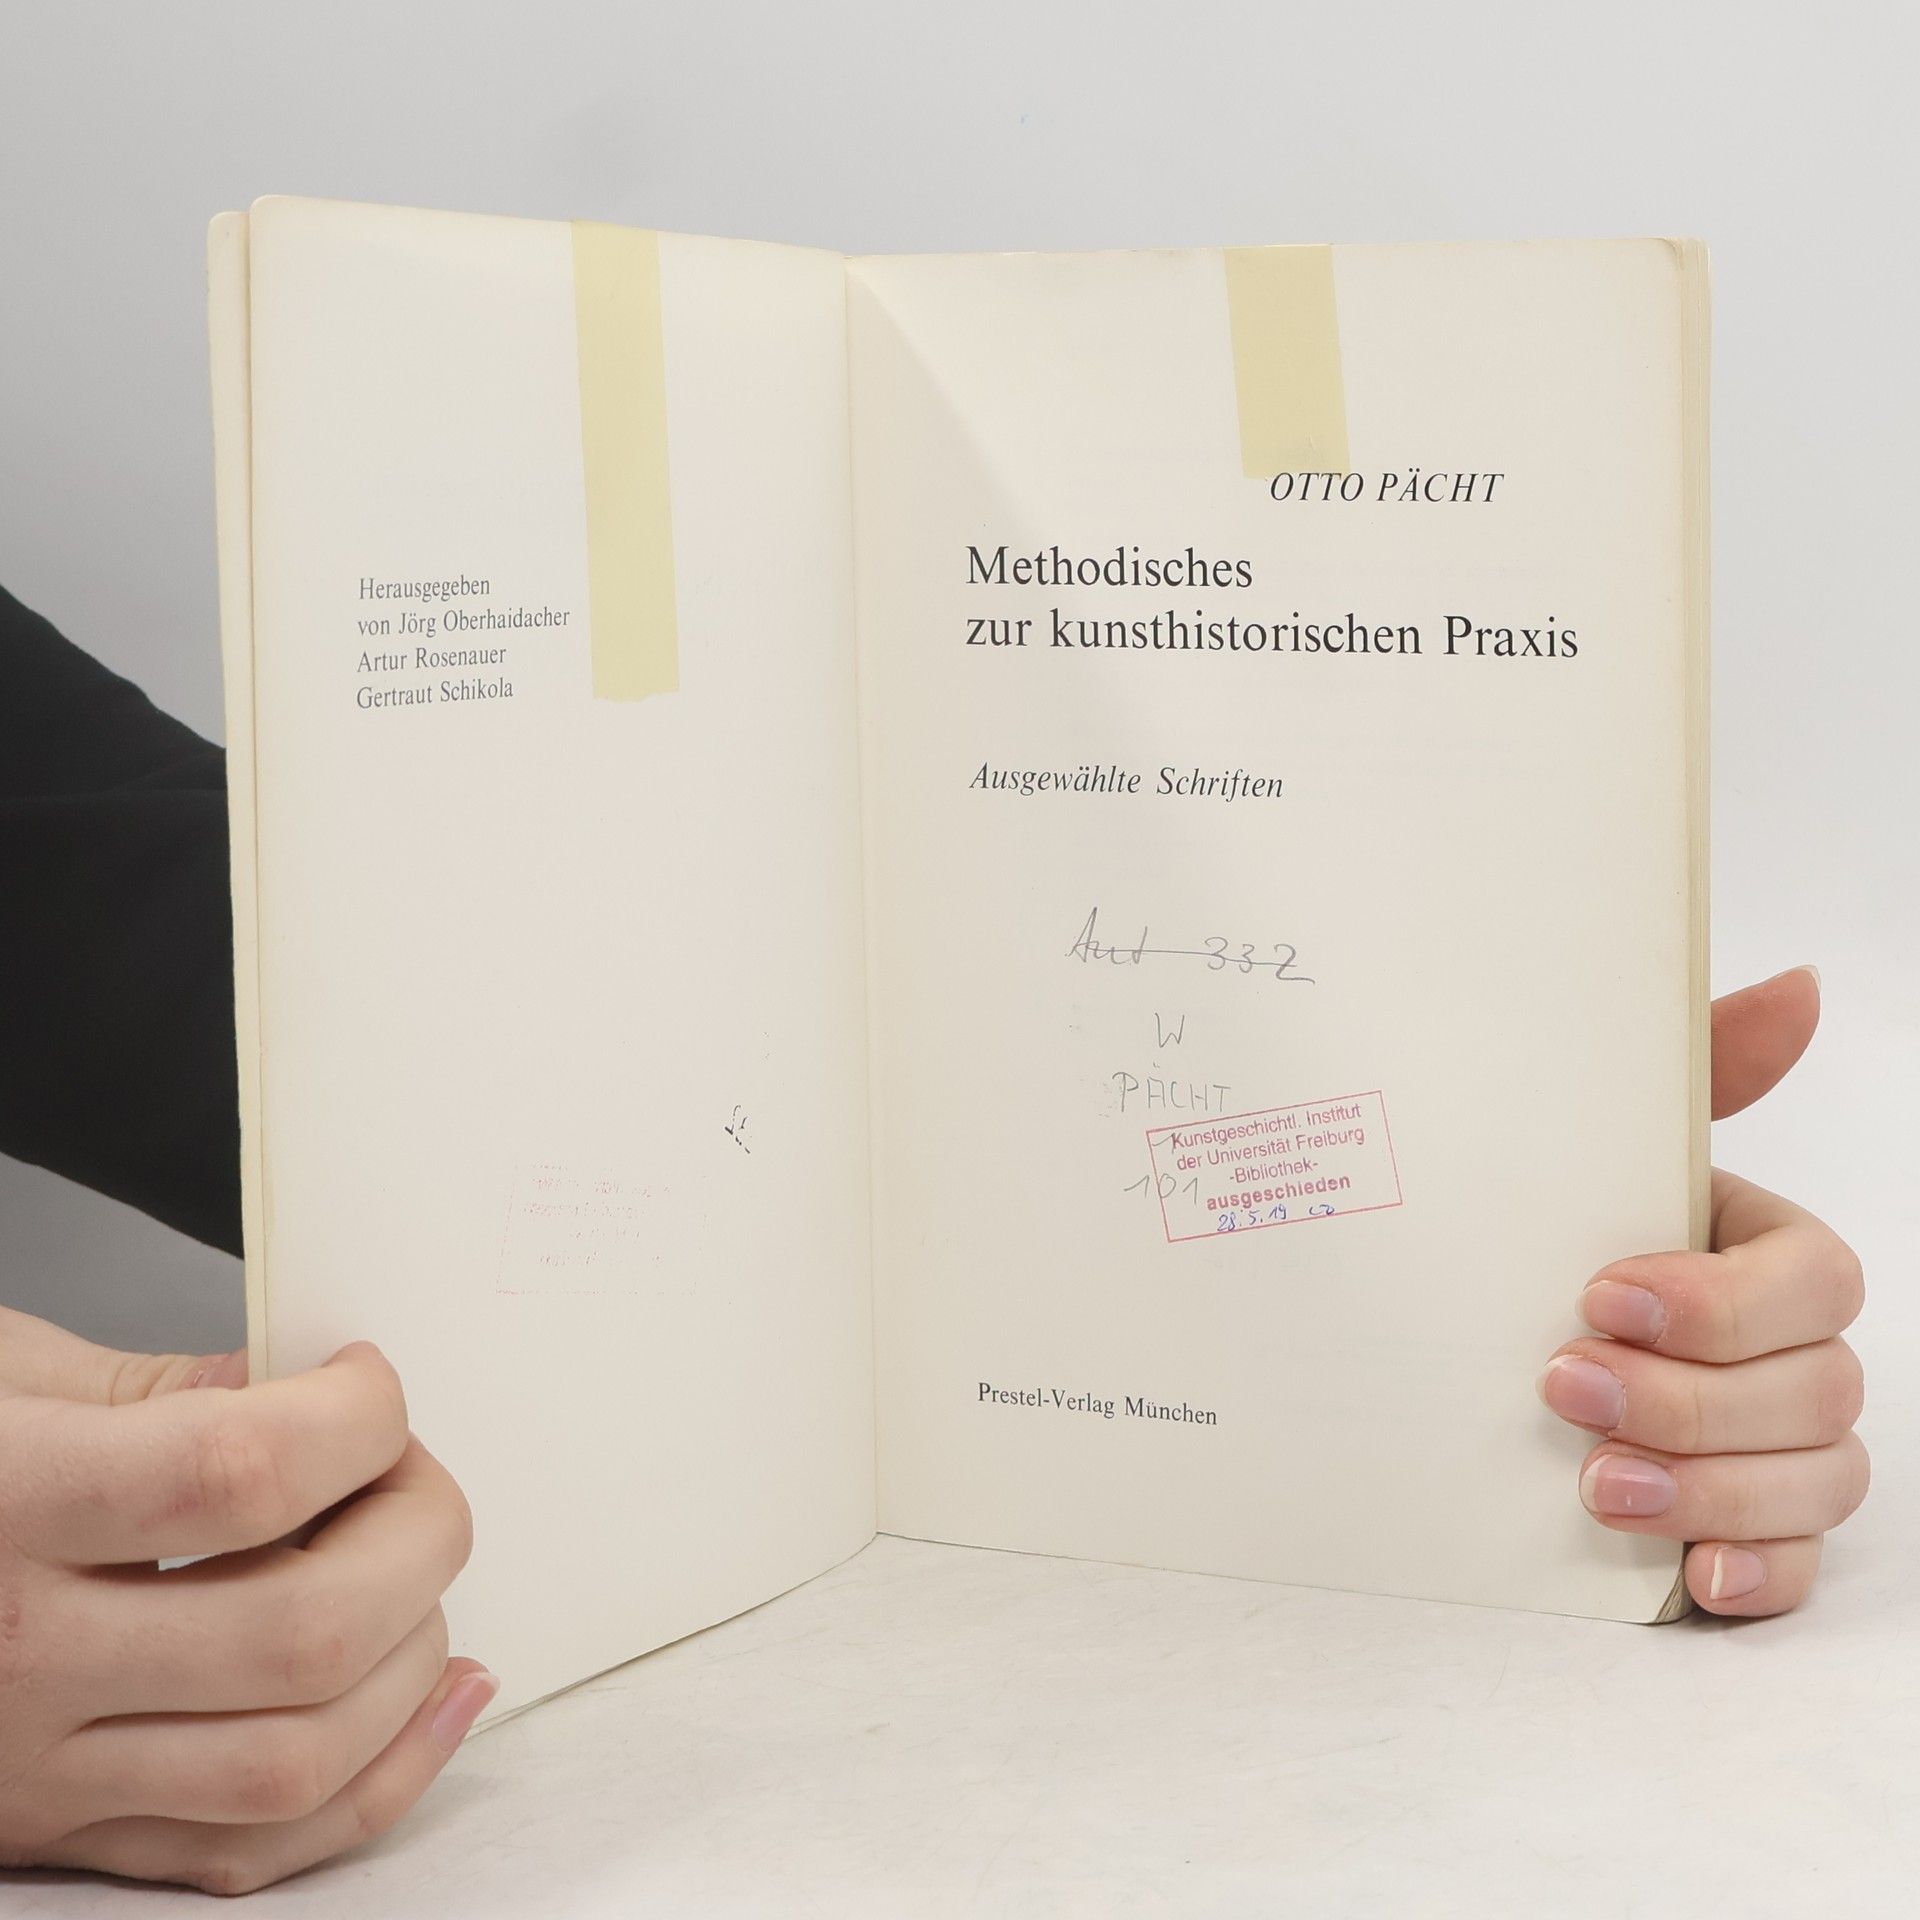 Herausgegeben
von Jörg Oberhaidacher
Artur Rosenauer
Gertraut Schikola
OTTO PÄCHT
Methodisches
zur kunsthistorischen Praxis
Ausgewählte Schriften
332
W
PÄCHT
101
Kunstgeschichtl. Institut
der Universität Freiburg
-Bibliothek-
ausgeschieden
28.5.19
Prestel-Verlag München